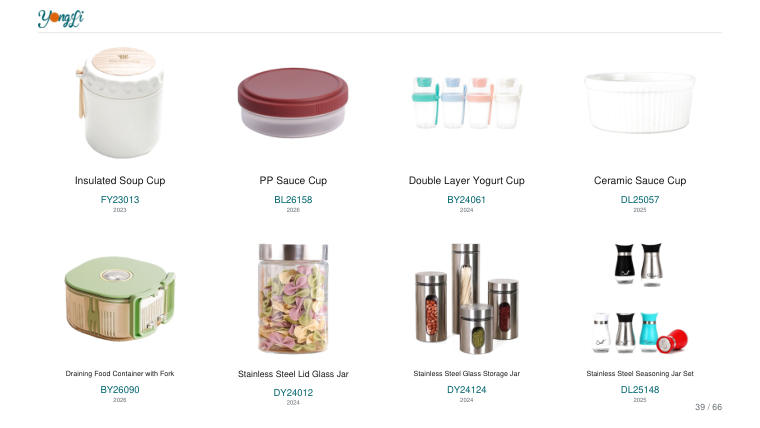 YongLi
Insulated Soup Cup
FY23013
2023
PP Sauce Cup
BL26158
2026
Double Layer Yogurt Cup
BY24061
2024
Ceramic Sauce Cup
DL25057
2025
Draining Food Container with Fork
BY26090
2026
Stainless Steel Lid Glass Jar
DY24012
2024
Stainless Steel Glass Storage Jar
DY24124
2024
Stainless Steel Seasoning Jar Set
DL25148
2025
39 / 66